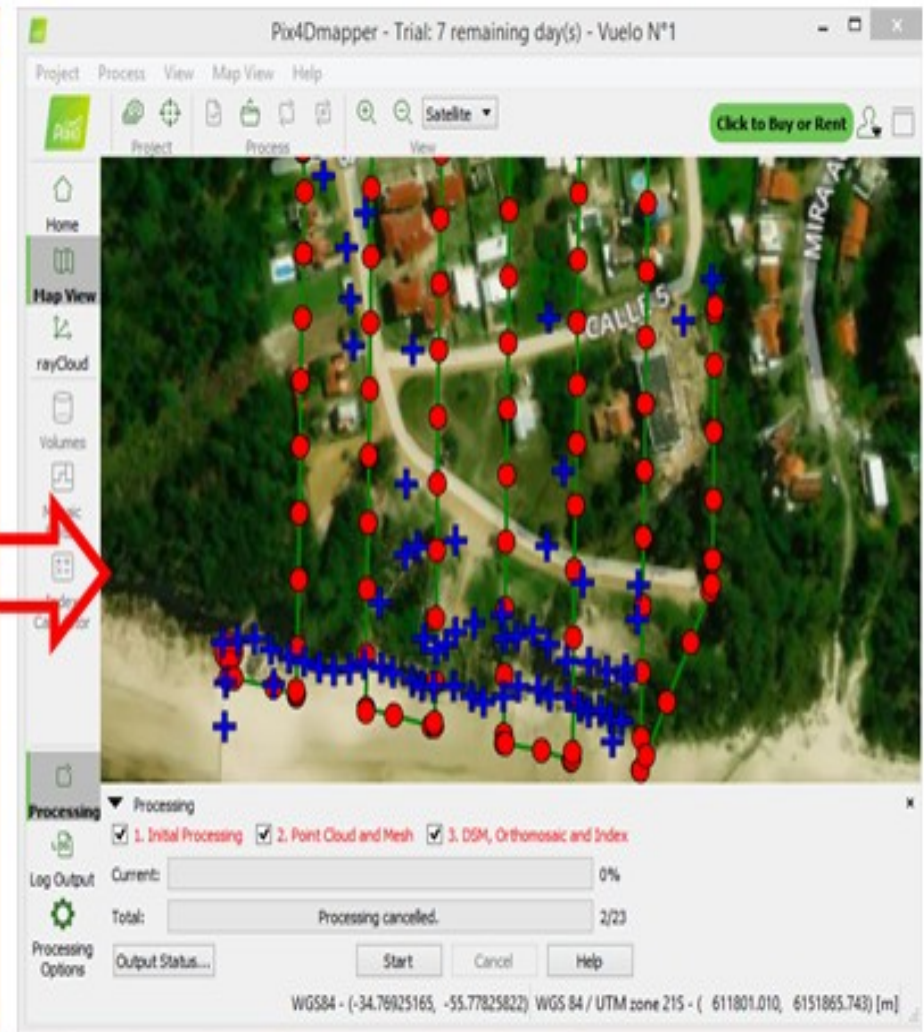 Pix4Dmapper - Trial: 7 remaining day(s) - Vuelo N°1
Project Process View Map View Help
Satellite
Click to Buy or Rent
Project Process View
Home
Map View
rayCloud
Volumes
Processing
Log Output
Processing Options
CALLE 5
MIRA
Processing
1. Initial Processing 2. Point Cloud and Mesh 3. DSM, Orthomosaic and Index
Current: 0%
Total: Processing cancelled. 2/23
Output Status... Start Cancel Help
WGS84 - (-34.76925165, -55.77825822) WGS 84 / UTM zone 21S - ( 611801.010, 6151865.743) [m]